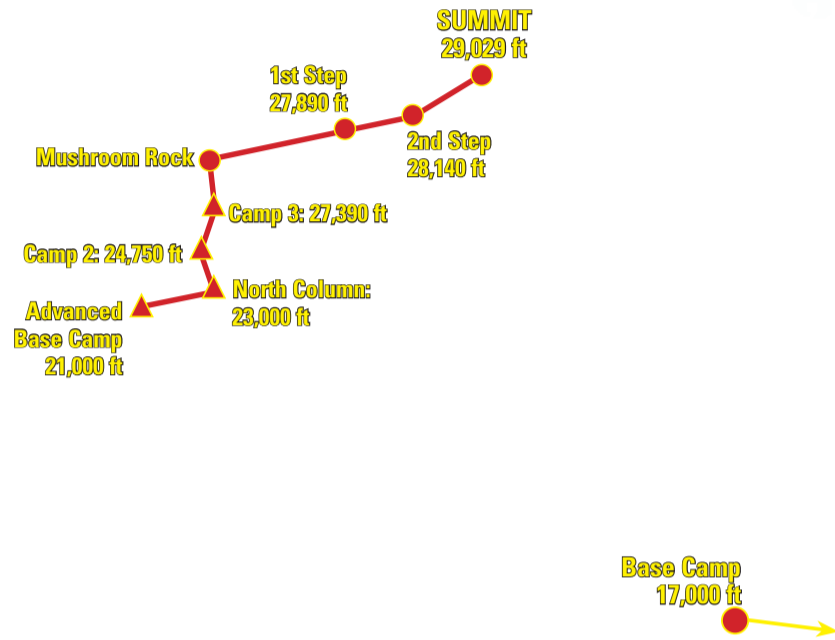 SUMMIT
29,029 ft
1st Step
27,890 ft
2nd Step
28,140 ft
Mushroom Rock
Camp 3: 27,390 ft
Camp 2: 24,750 ft
North Column:
23,000 ft
Advanced
Base Camp
21,000 ft
Base Camp
17,000 ft